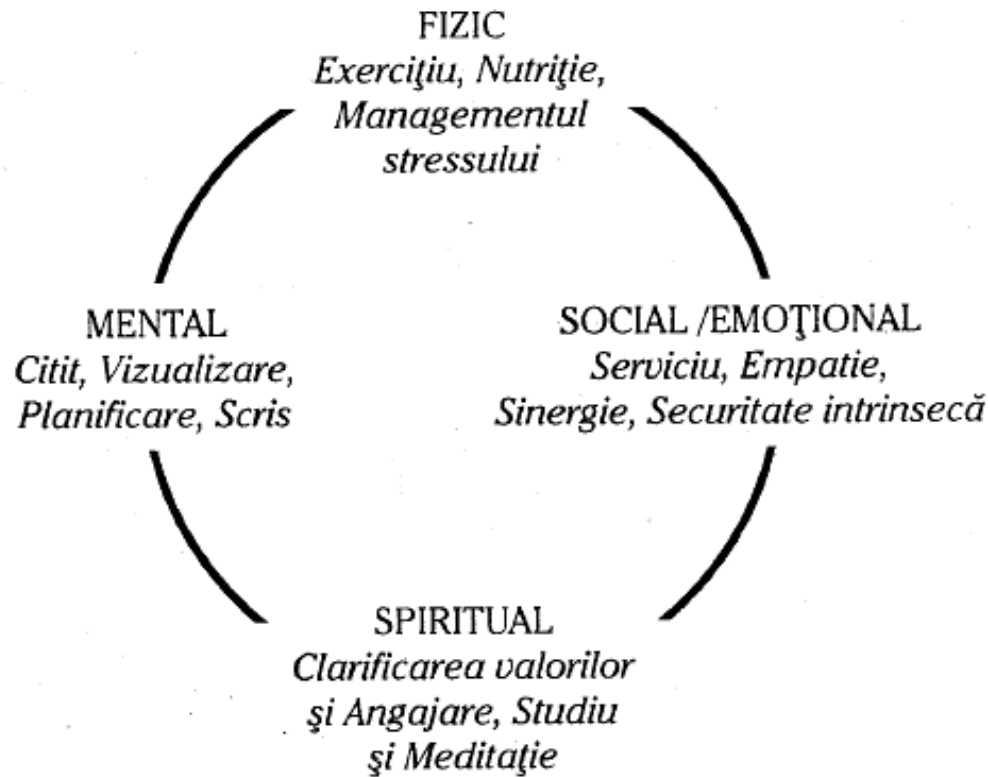 FIZIC
Exerciţiu, Nutriţie,
Managementul
stressului
MENTAL
Citit, Vizualizare,
Planificare, Scris
SOCIAL /EMOŢIONAL
Serviciu, Empatie,
Sinergie, Securitate intrinsecă
SPIRITUAL
Clarificarea valorilor
şi Angajare, Studiu
şi Meditaţie